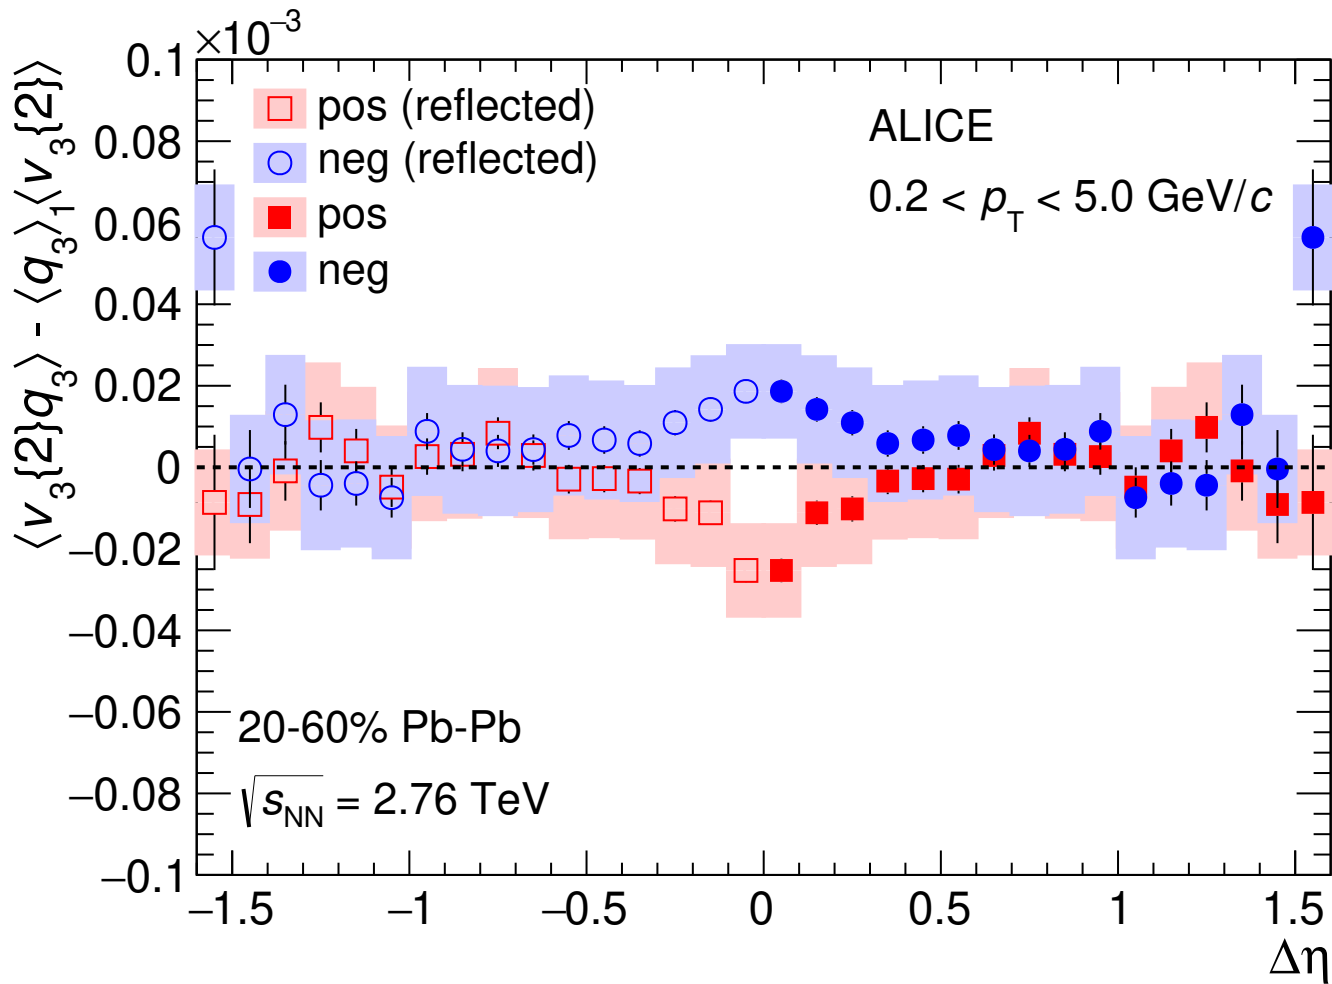 ×10⁻³
⟨v₃{2}q₃⟩ - ⟨q₃⟩₁⟨v₃{2}⟩
0.1
0.08
0.06
0.04
0.02
0
−0.02
−0.04
−0.06
−0.08
−0.1
pos (reflected)
neg (reflected)
pos
neg
ALICE
0.2 < p_T < 5.0 GeV/c
20-60% Pb-Pb
√s_NN = 2.76 TeV
−1.5 −1 −0.5 0 0.5 1 1.5
Δη